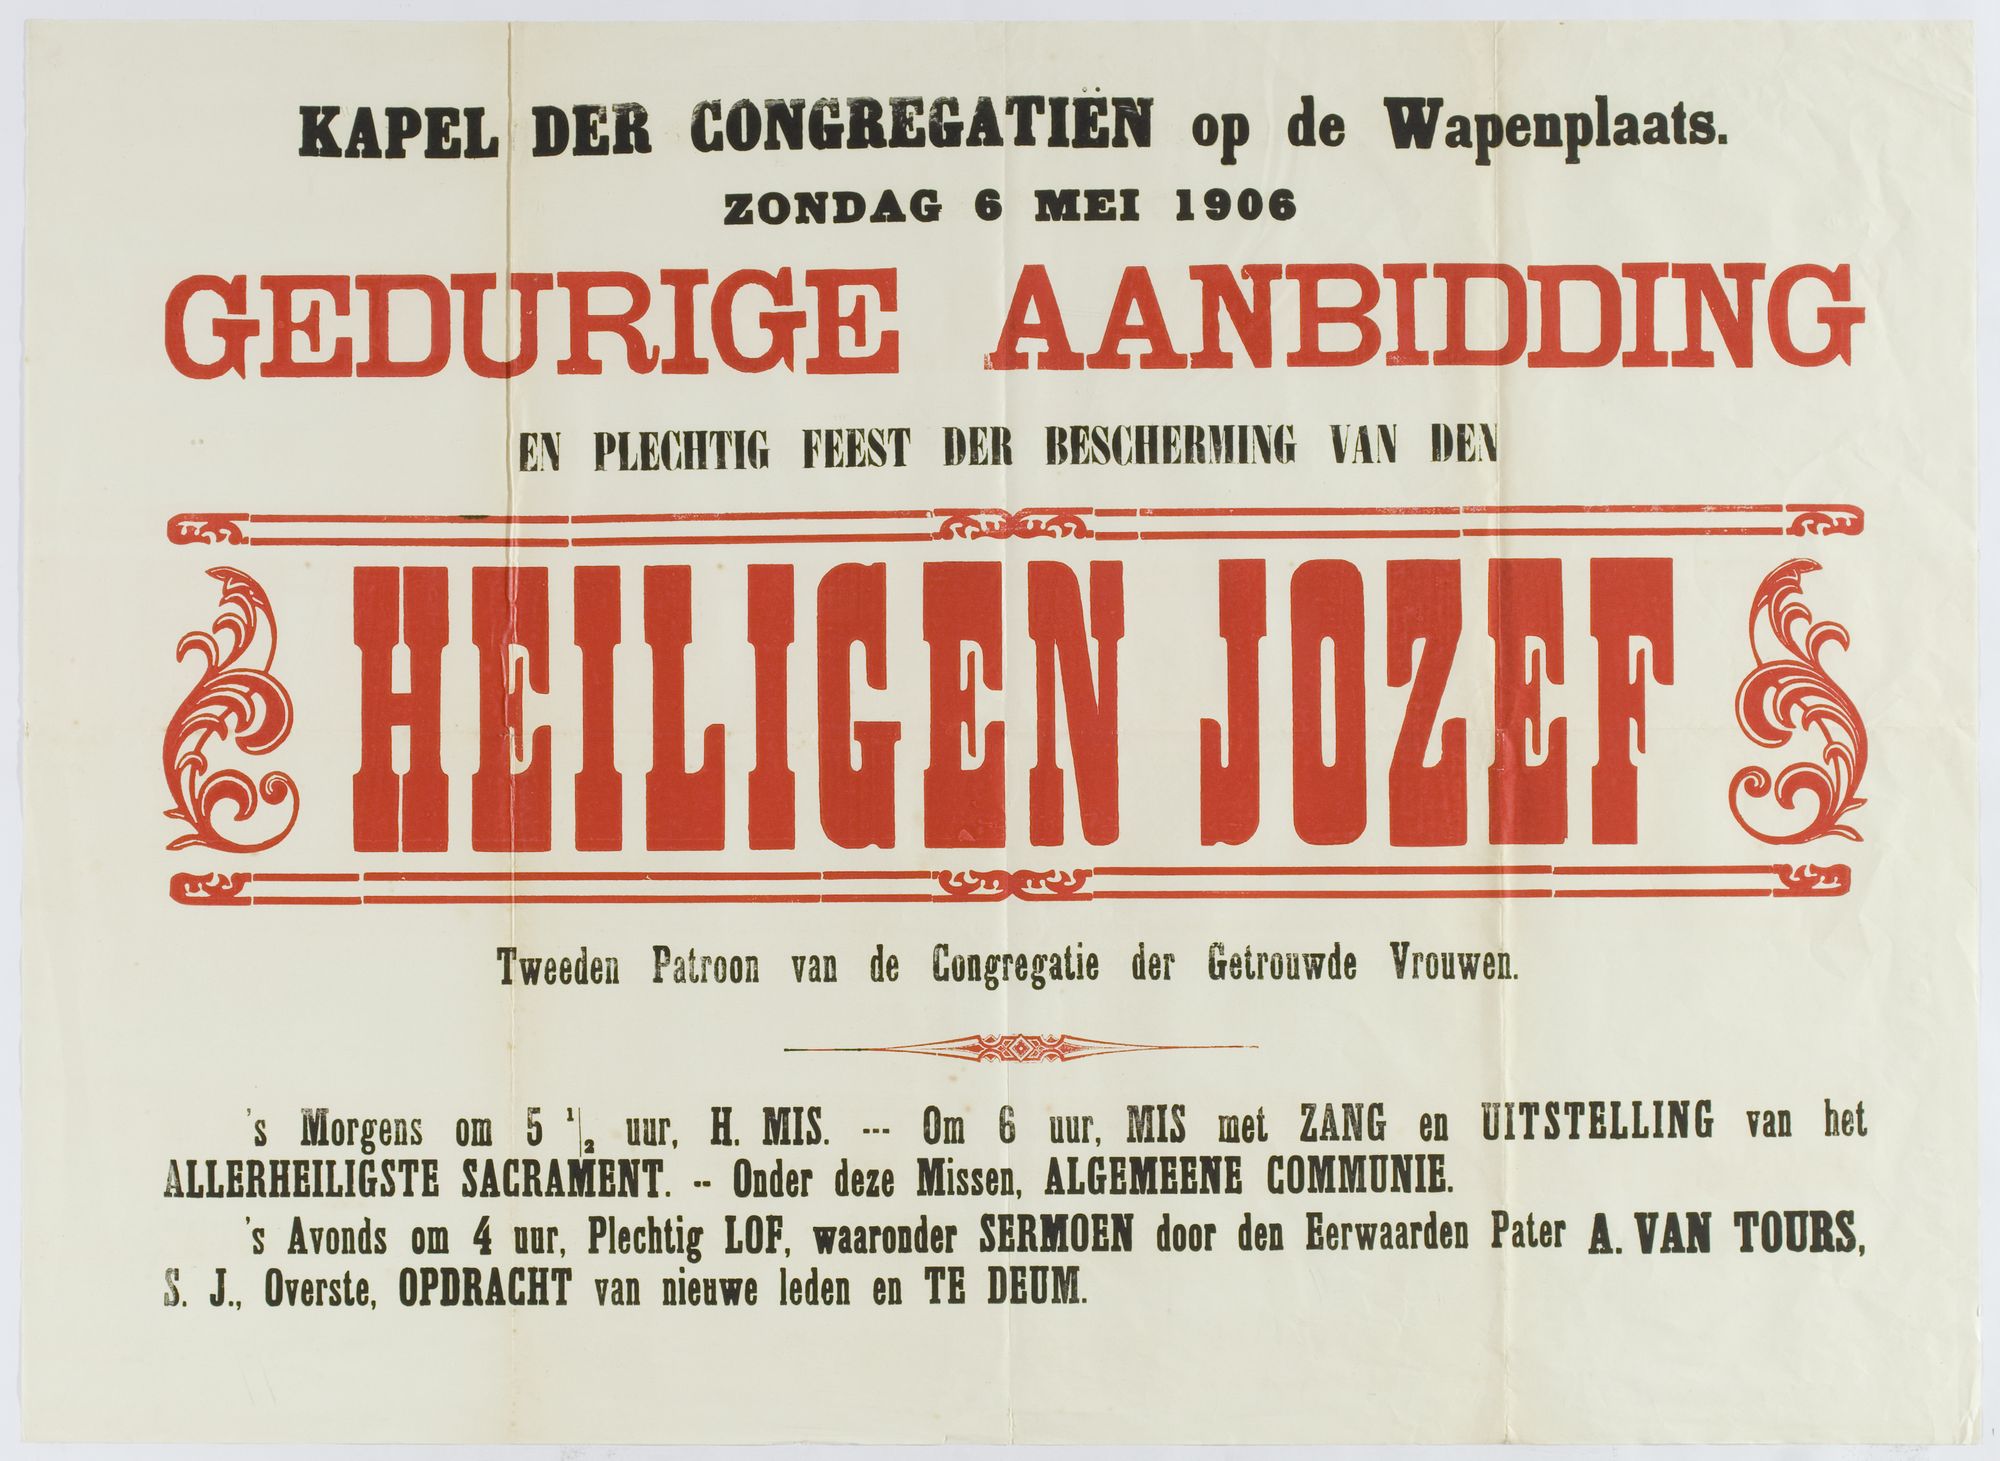 KAPEL DER CONGREGATIËN op de Wapenplaats.
ZONDAG 6 MEI 1906
GEDURIGE AANBIDDING
EN PLECHTIG FEEST DER BESCHERMING VAN DEN
HEILIGEN JOZEF
Tweeden Patroon van de Congregatie der Getrouwde Vrouwen.
's Morgens om 5 1/2 uur, H. MIS. --- Om 6 uur, MIS met ZANG en UITSTELLING van het
ALLERHEILIGSTE SACRAMENT. -- Onder deze Missen, ALGEMEENE COMMUNIE.
's Avonds om 4 uur, Plechtig LOF, waaronder SERMOEN door den Eerwaarden Pater A. VAN TOURS,
S. J., Overste, OPDRACHT van nieuwe leden en TE DEUM.